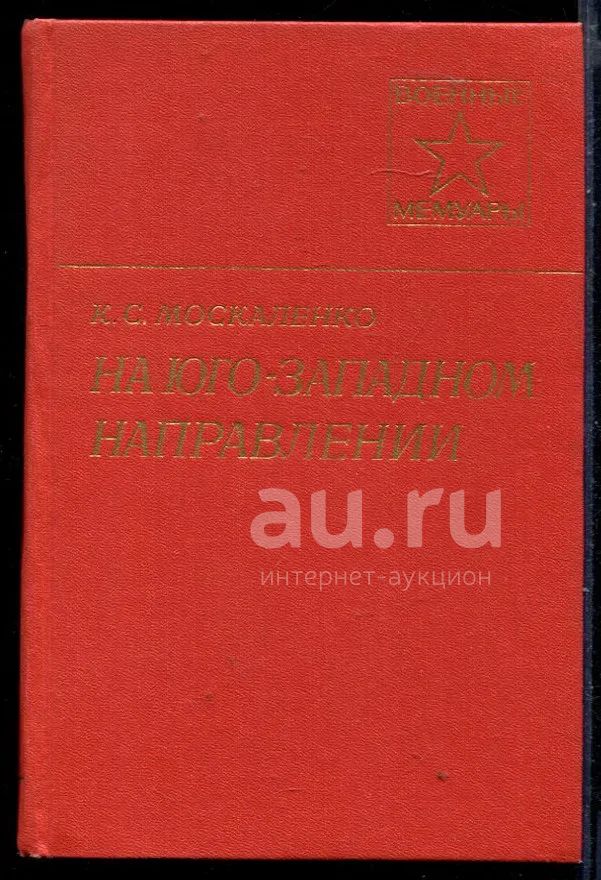 ВОЕННЫЕ
МЕМУАРЫ
К. С. МОСКАЛЕНКО
НА ЮГО-ЗАПАДНОМ
НАПРАВЛЕНИИ
au.ru
интернет-аукцион